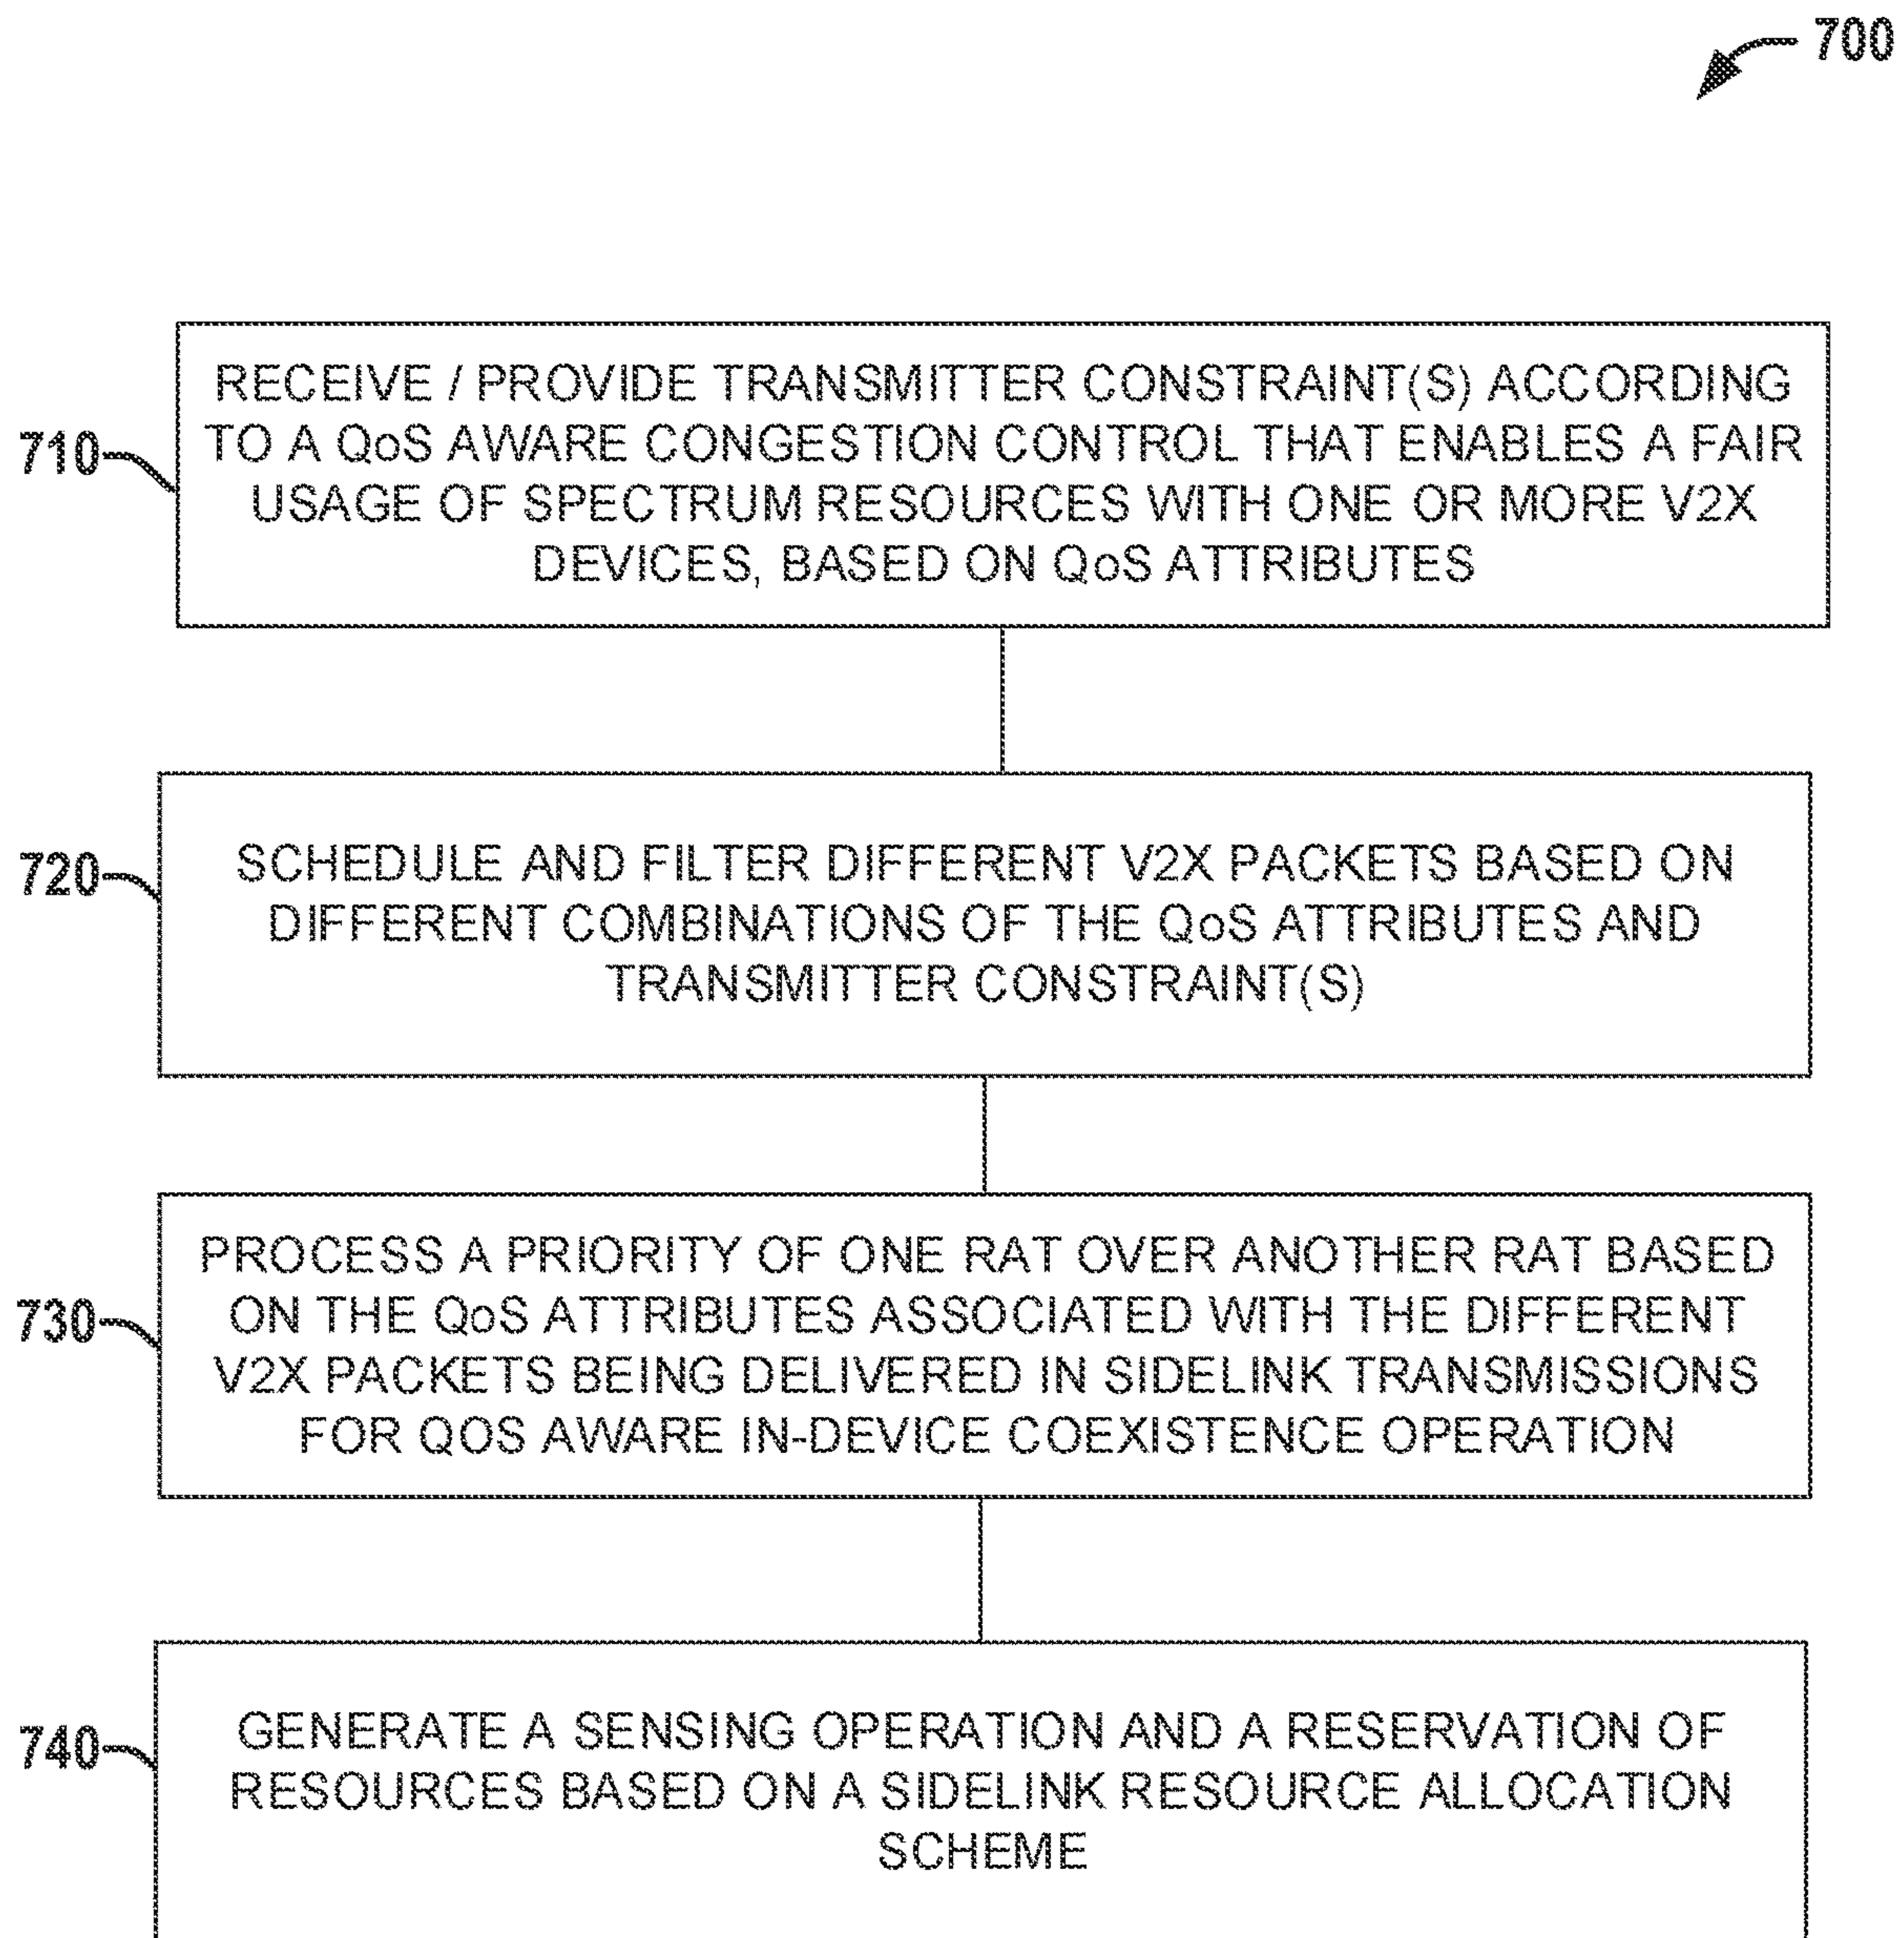 700
710
RECEIVE / PROVIDE TRANSMITTER CONSTRAINT(S) ACCORDING
TO A QoS AWARE CONGESTION CONTROL THAT ENABLES A FAIR
USAGE OF SPECTRUM RESOURCES WITH ONE OR MORE V2X
DEVICES, BASED ON QoS ATTRIBUTES
720
SCHEDULE AND FILTER DIFFERENT V2X PACKETS BASED ON
DIFFERENT COMBINATIONS OF THE QoS ATTRIBUTES AND
TRANSMITTER CONSTRAINT(S)
730
PROCESS A PRIORITY OF ONE RAT OVER ANOTHER RAT BASED
ON THE QoS ATTRIBUTES ASSOCIATED WITH THE DIFFERENT
V2X PACKETS BEING DELIVERED IN SIDELINK TRANSMISSIONS
FOR QOS AWARE IN-DEVICE COEXISTENCE OPERATION
740
GENERATE A SENSING OPERATION AND A RESERVATION OF
RESOURCES BASED ON A SIDELINK RESOURCE ALLOCATION
SCHEME